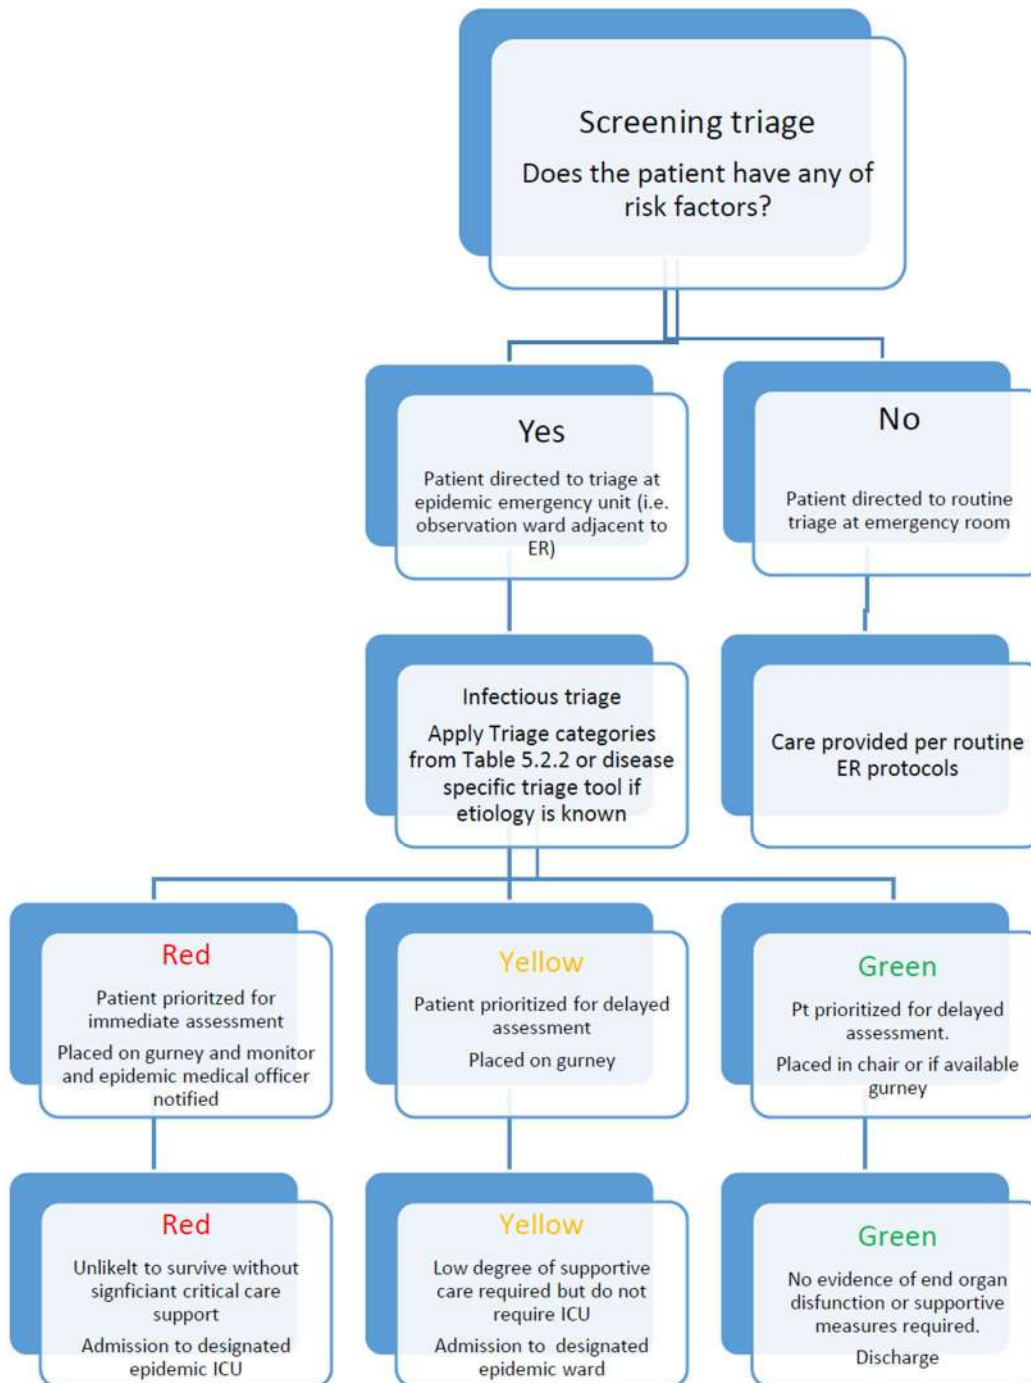 Screening triage
Does the patient have any of
risk factors?
Yes
Patient directed to triage at
epidemic emergency unit (i.e.
observation ward adjacent to
ER)
No
Patient directed to routine
triage at emergency room
Infectious triage
Apply Triage categories
from Table 5.2.2 or disease
specific triage tool if
etiology is known
Care provided per routine
ER protocols
Red
Patient prioritzed for
immediate assessment
Placed on gurney and monitor
and epidemic medical officer
notified
Yellow
Patient prioritized for delayed
assessment
Placed on gurney
Green
Pt prioritized for delayed
assessment.
Placed in chair or if available
gurney
Red
Unlikelt to survive without
signficiant critical care
support
Admission to designated
epidemic ICU
Yellow
Low degree of supportive
care required but do not
require ICU
Admission to designated
epidemic ward
Green
No evidence of end organ
disfunction or supportive
measures required.
Discharge